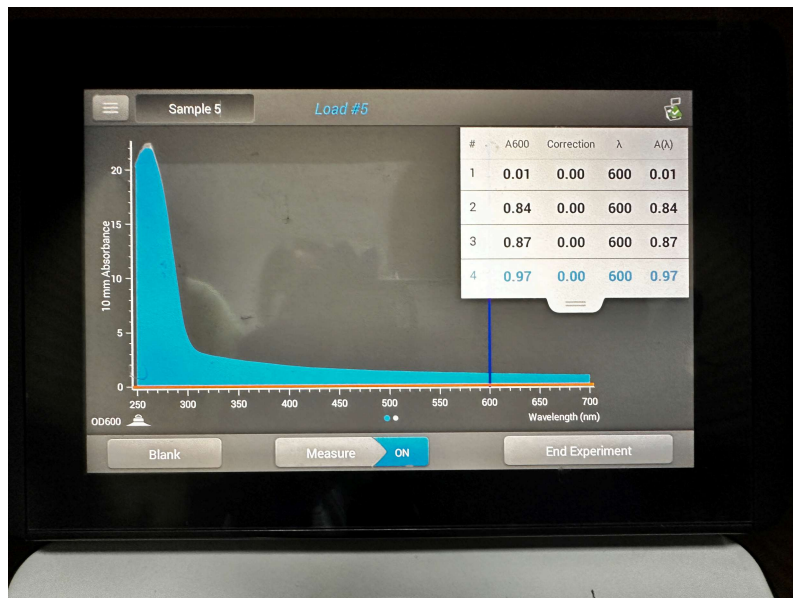 Sample 5
Load #5
# A600 Correction λ A(λ)
1 0.01 0.00 600 0.01
2 0.84 0.00 600 0.84
3 0.87 0.00 600 0.87
4 0.97 0.00 600 0.97
10 mm Absorbance
20
15
10
5
0
250 300 350 400 450 500 550 600 650 700
OD600
Wavelength (nm)
Blank
Measure ON
End Experiment